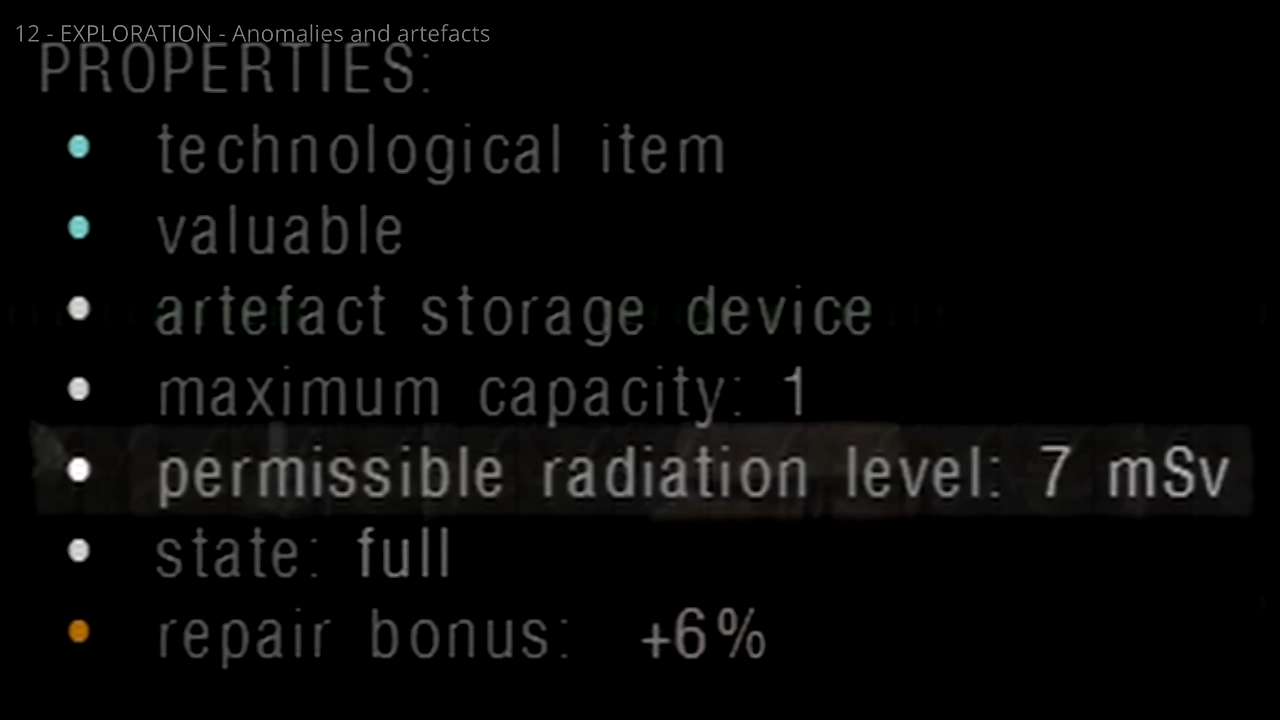 12 - EXPLORATION - Anomalies and artefacts
PROPERTIES:
technological item
valuable
artefact storage device
maximum capacity: 1
permissible radiation level: 7 mSv
state: full
repair bonus: +6%